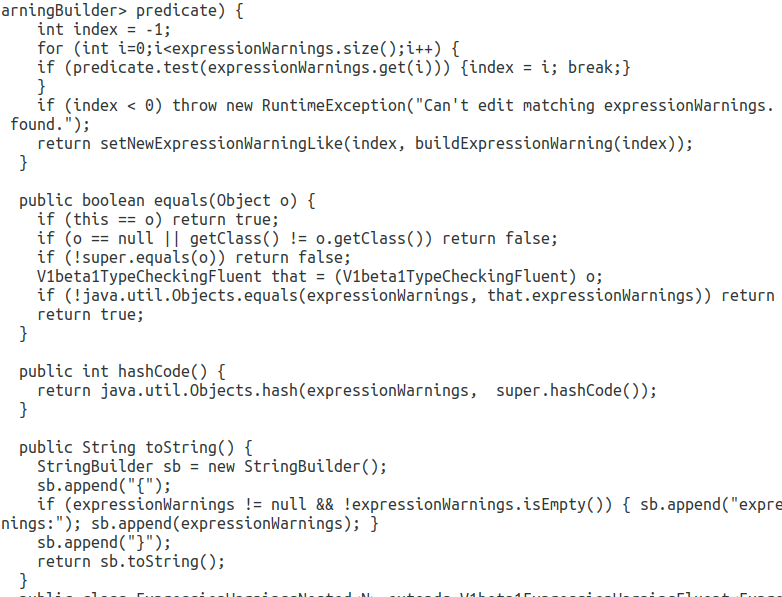 arningBuilder> predicate) {
    int index = -1;
    for (int i=0;i<expressionWarnings.size();i++) {
    if (predicate.test(expressionWarnings.get(i))) {index = i; break;}
    }
    if (index < 0) throw new RuntimeException("Can't edit matching expressionWarnings.
 found.");
    return setNewExpressionWarningLike(index, buildExpressionWarning(index));
  }

  public boolean equals(Object o) {
    if (this == o) return true;
    if (o == null || getClass() != o.getClass()) return false;
    if (!super.equals(o)) return false;
    V1beta1TypeCheckingFluent that = (V1beta1TypeCheckingFluent) o;
    if (!java.util.Objects.equals(expressionWarnings, that.expressionWarnings)) return
    return true;
  }

  public int hashCode() {
    return java.util.Objects.hash(expressionWarnings,  super.hashCode());
  }

  public String toString() {
    StringBuilder sb = new StringBuilder();
    sb.append("{");
    if (expressionWarnings != null && !expressionWarnings.isEmpty()) { sb.append("expre
nings:"); sb.append(expressionWarnings); }
    sb.append("}");
    return sb.toString();
  }